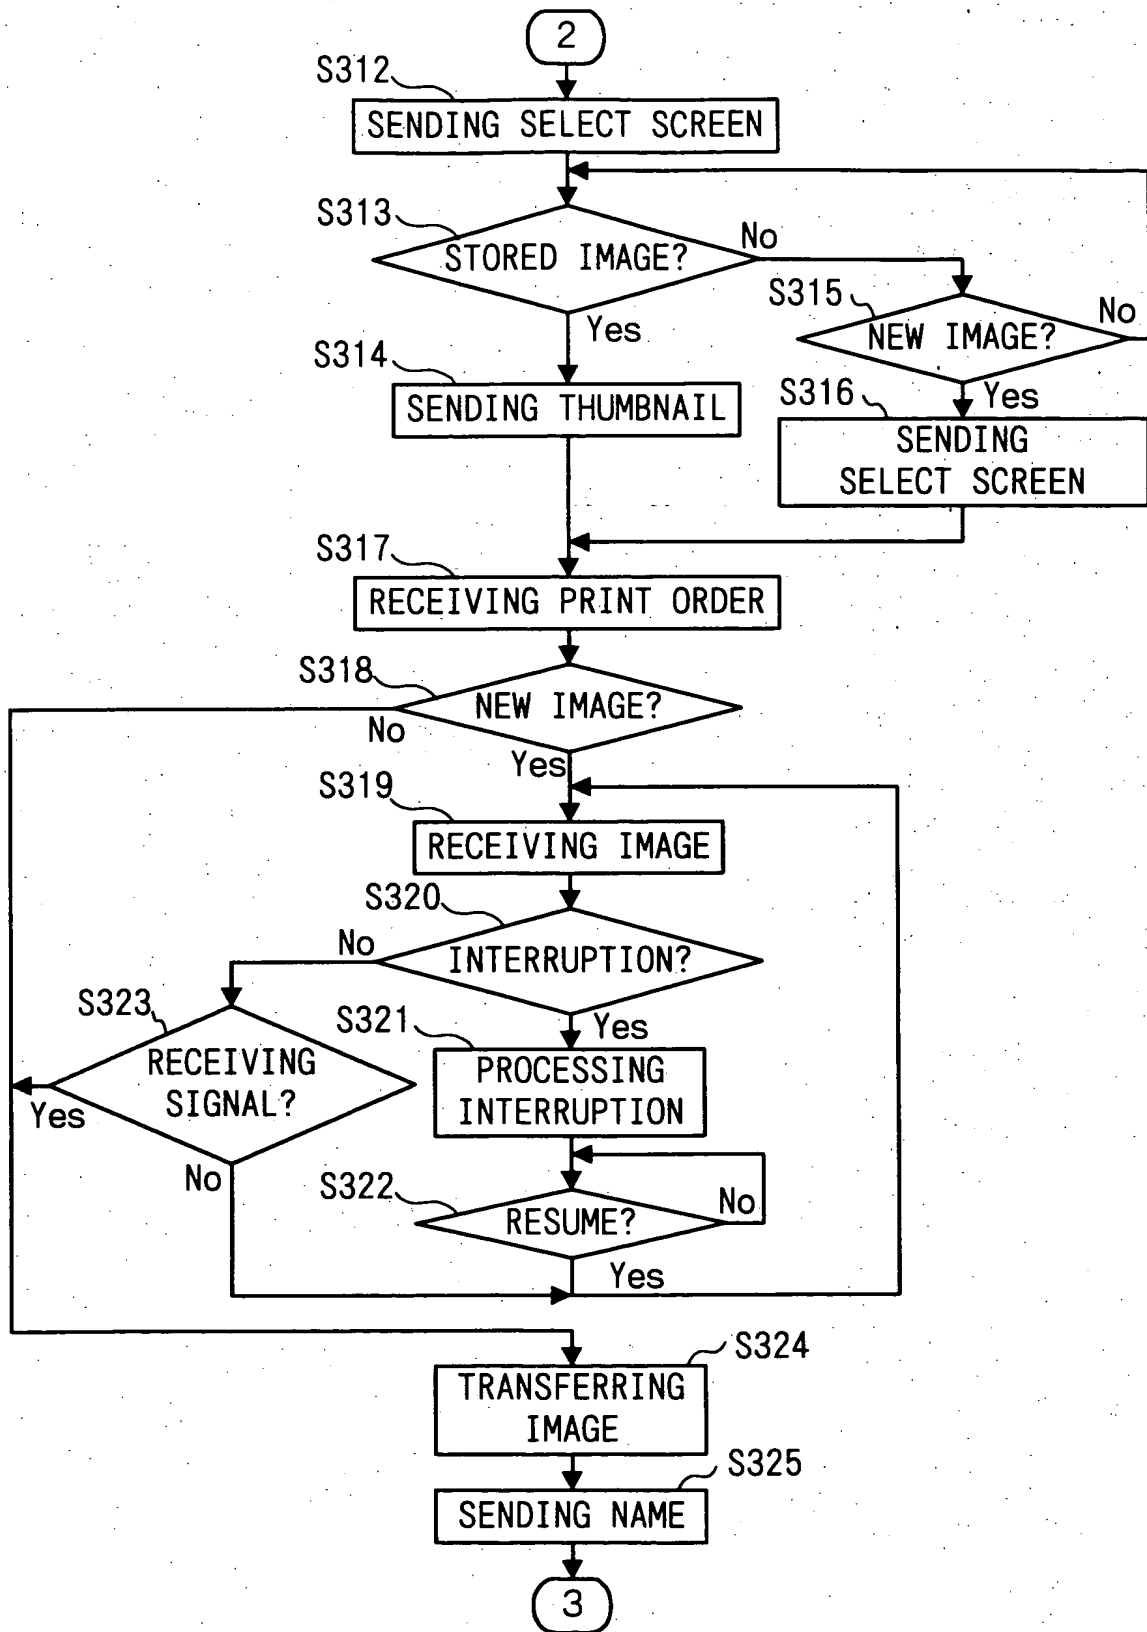 2
S312
SENDING SELECT SCREEN
S313
STORED IMAGE?
No
Yes
S315
NEW IMAGE?
No
S314
SENDING THUMBNAIL
S316
Yes
SENDING
SELECT SCREEN
S317
RECEIVING PRINT ORDER
S318
NEW IMAGE?
No
Yes
S319
RECEIVING IMAGE
S320
INTERRUPTION?
No
Yes
S323
RECEIVING
SIGNAL?
Yes
No
S321
PROCESSING
INTERRUPTION
S322
RESUME?
No
Yes
S324
TRANSFERRING
IMAGE
S325
SENDING NAME
3